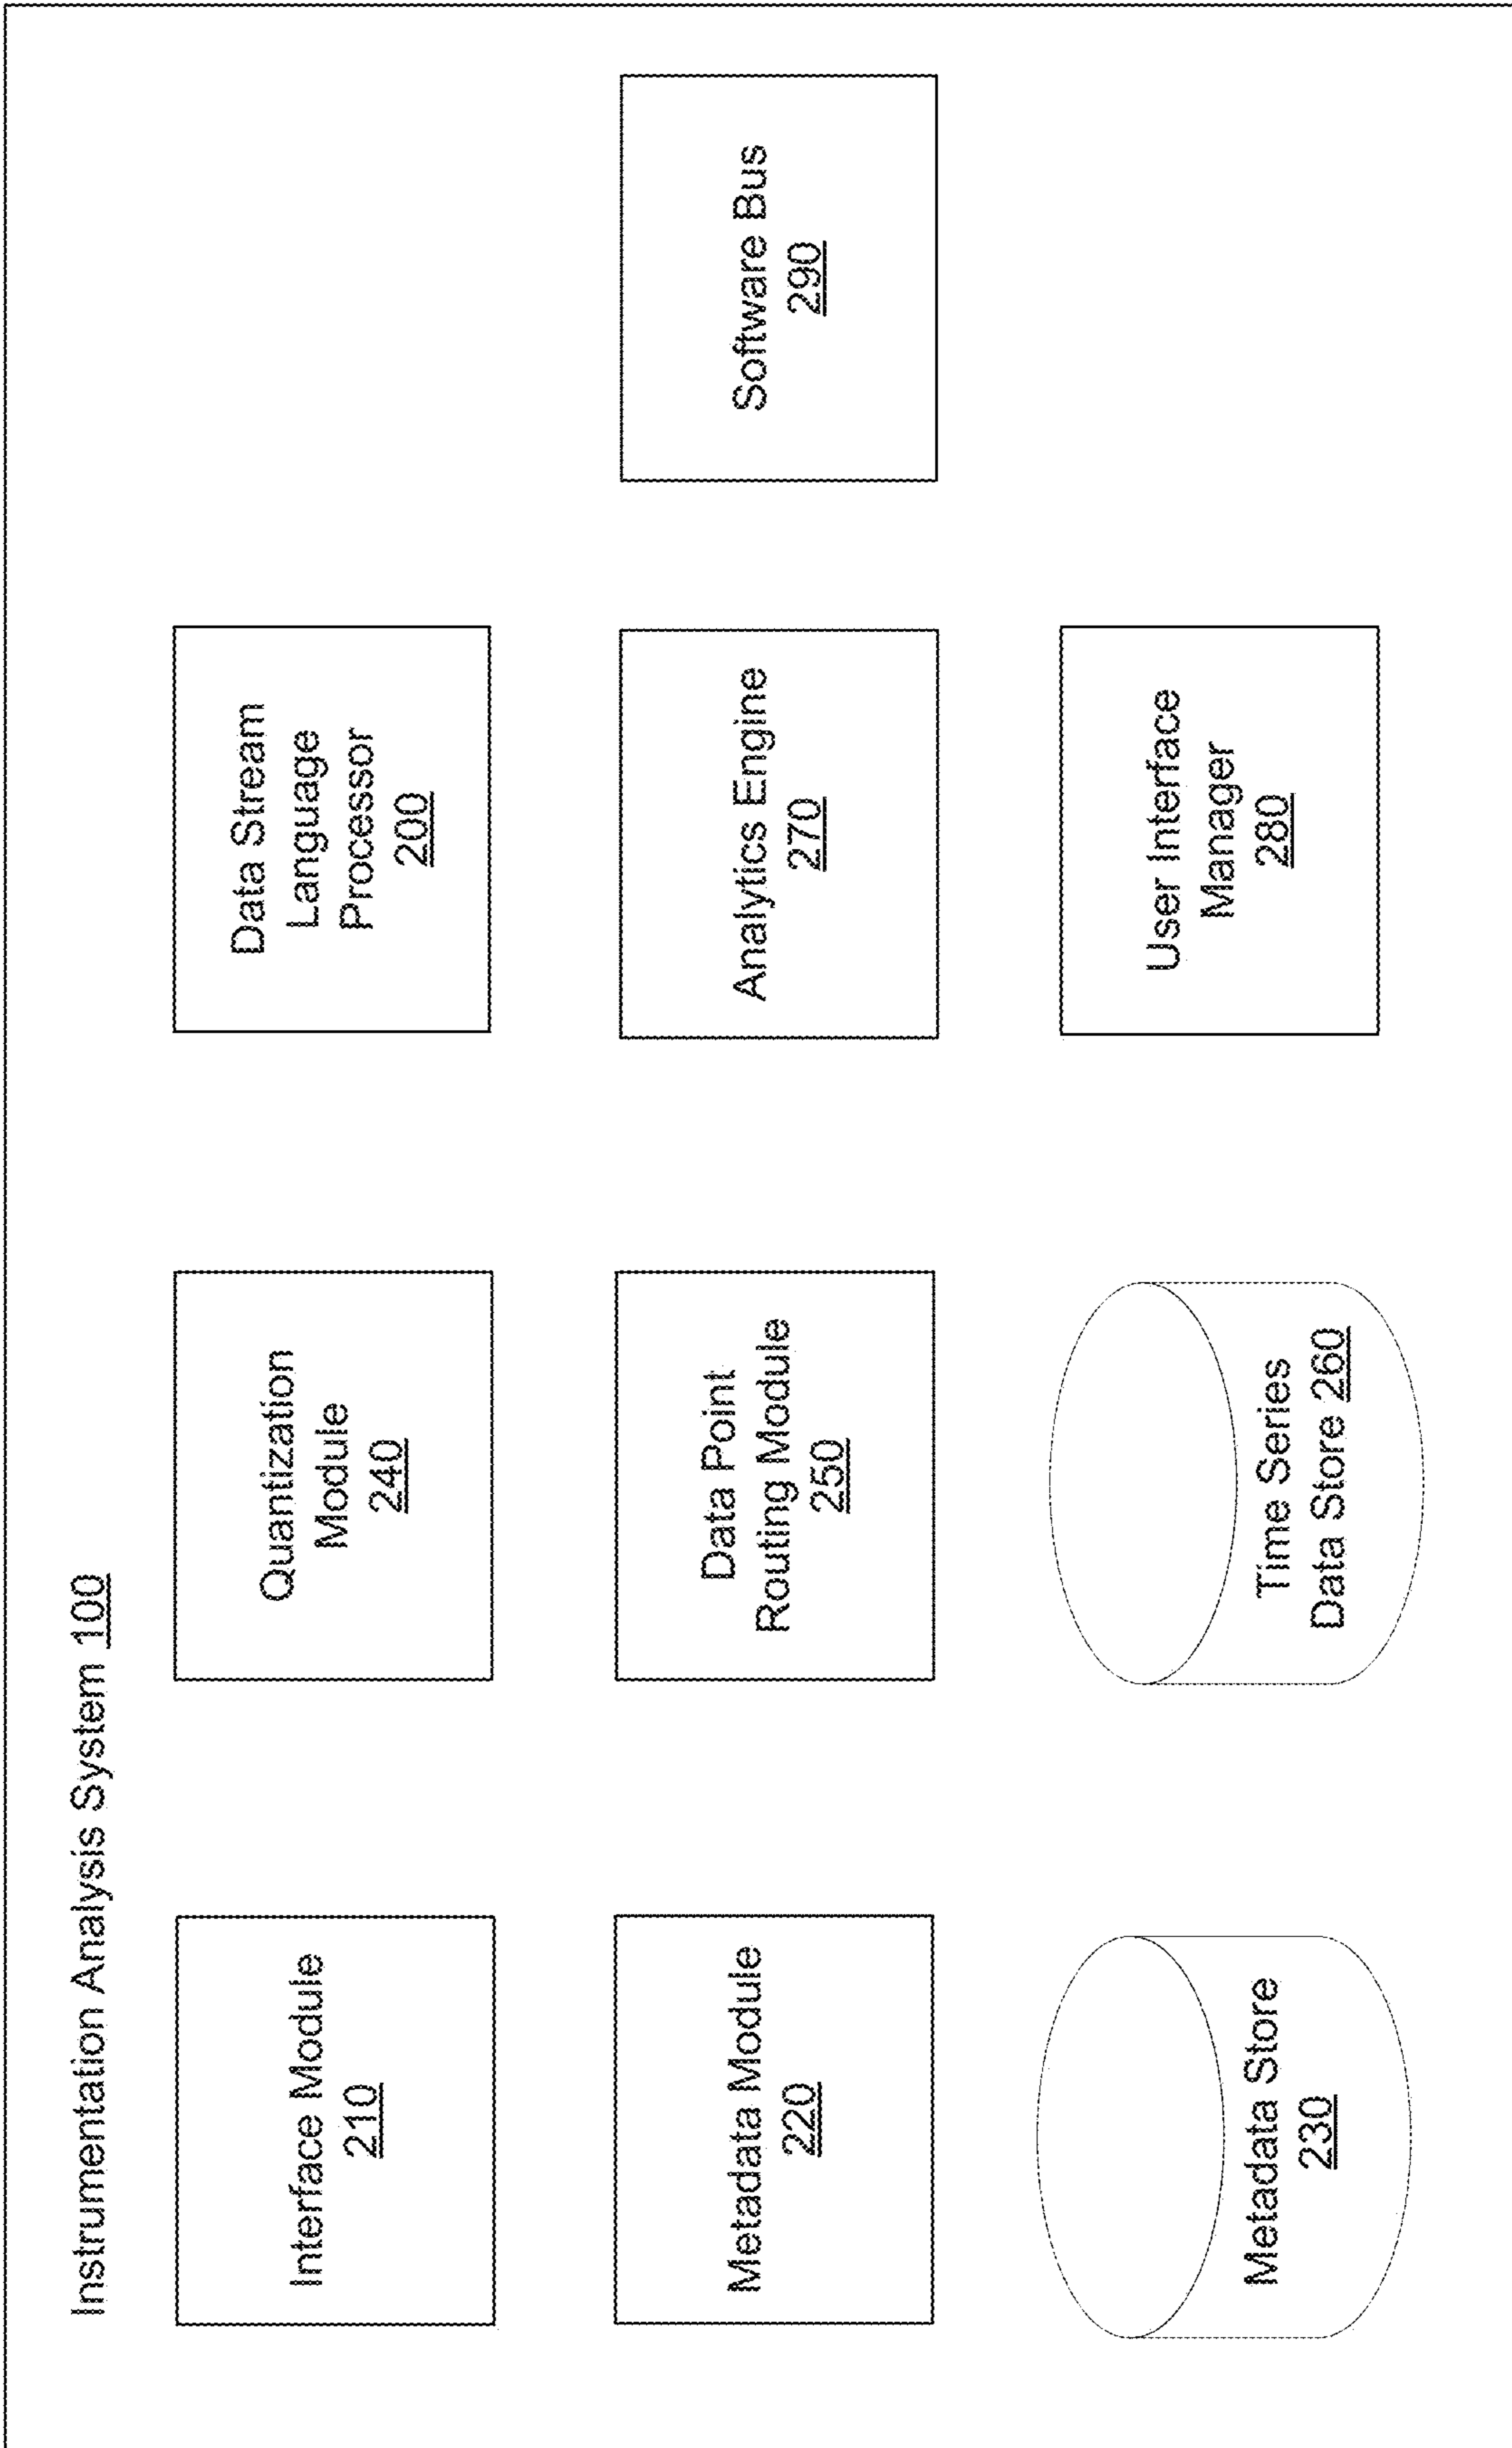 Instrumentation Analysis System 100
Interface Module
210
Quantization
Module
240
Data Stream
Language
Processor
200
Metadata Module
220
Data Point
Routing Module
250
Analytics Engine
270
Software Bus
290
Metadata Store
230
Time Series
Data Store 260
User Interface
Manager
280